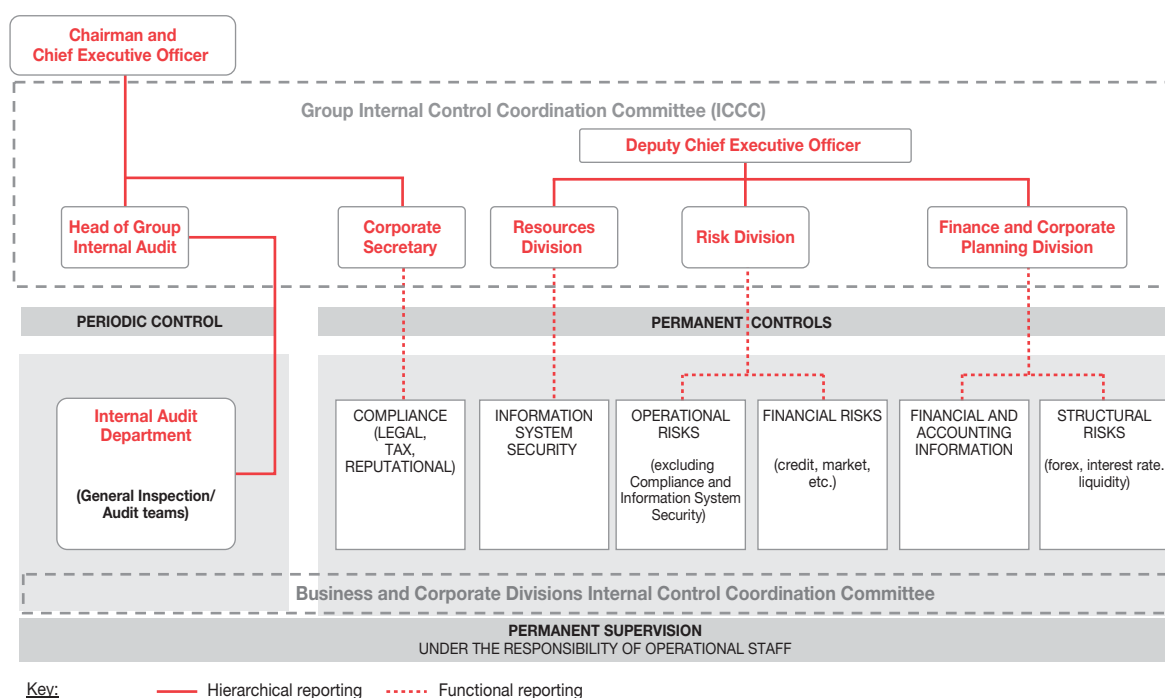 Chairman and
Chief Executive Officer
Group Internal Control Coordination Committee (ICCC)
Deputy Chief Executive Officer
Head of Group
Internal Audit
Corporate
Secretary
Resources
Division
Risk Division
Finance and Corporate
Planning Division
PERIODIC CONTROL
PERMANENT CONTROLS
Internal Audit
Department
(General Inspection/
Audit teams)
COMPLIANCE
(LEGAL,
TAX,
REPUTATIONAL)
INFORMATION
SYSTEM
SECURITY
OPERATIONAL
RISKS
(excluding
Compliance and
Information System
Security)
FINANCIAL RISKS
(credit, market,
etc.)
FINANCIAL AND
ACCOUNTING
INFORMATION
STRUCTURAL
RISKS
(forex, interest rate.
liquidity)
Business and Corporate Divisions Internal Control Coordination Committee
PERMANENT SUPERVISION
UNDER THE RESPONSIBILITY OF OPERATIONAL STAFF
Key: Hierarchical reporting Functional reporting